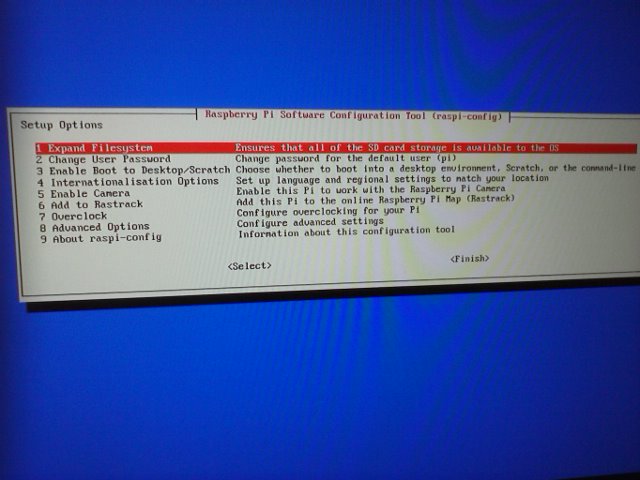 Raspberry Pi Software Configuration Tool (raspi-config)
Setup Options
1 Expand Filesystem Ensures that all of the SD card storage is available to the OS
2 Change User Password Change password for the default user (pi)
3 Enable Boot to Desktop/Scratch Choose whether to boot into a desktop environment, Scratch, or the command-line
4 Internationalisation Options Set up language and regional settings to match your location
5 Enable Camera Enable this Pi to work with the Raspberry Pi Camera
6 Add to Rastrack Add this Pi to the online Raspberry Pi Map (Rastrack)
7 Overclock Configure overclocking for your Pi
8 Advanced Options Configure advanced settings
9 About raspi-config Information about this configuration tool
<Select> <Finish>